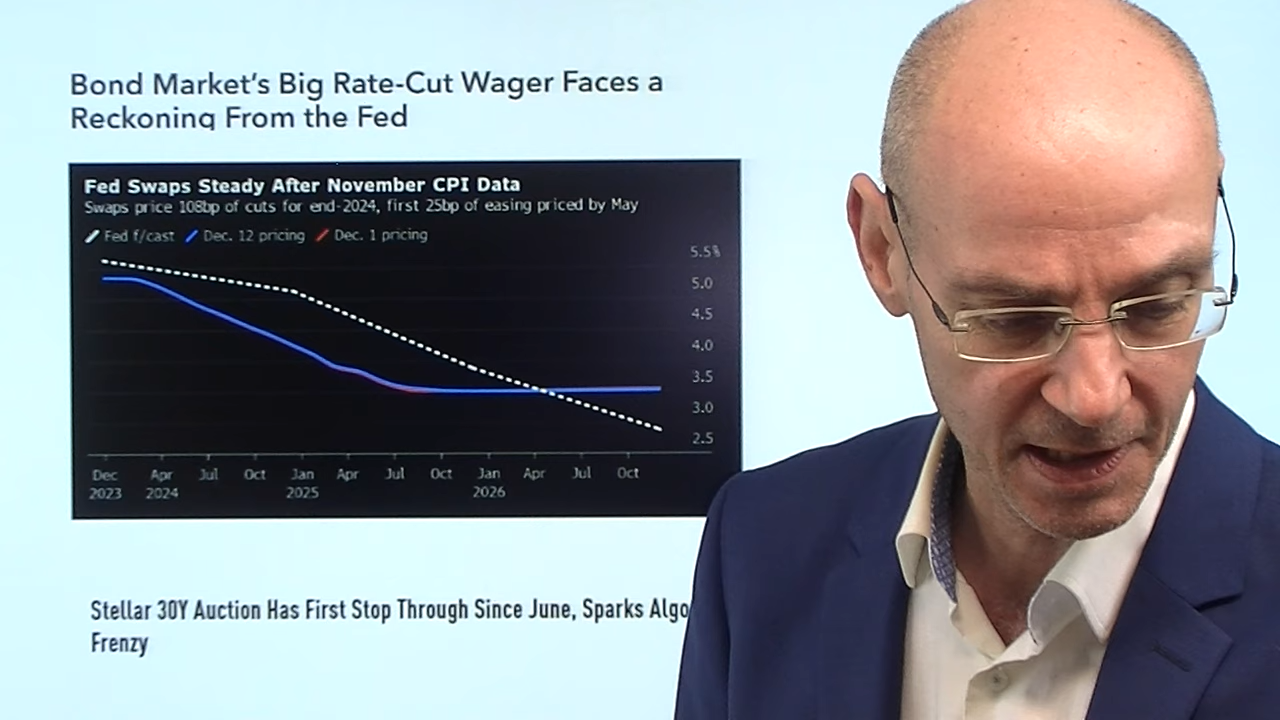 Bond Market's Big Rate-Cut Wager Faces a
Reckoning From the Fed
Fed Swaps Steady After November CPI Data
Swaps price 108bp of cuts for end-2024, first 25bp of easing priced by May
Fed f/cast Dec. 12 pricing Dec. 1 pricing
5.5%
5.0
4.5
4.0
3.5
3.0
2.5
Dec Apr Jul Oct Jan Apr Jul Oct Jan Apr Jul Oct
2023 2024 2025 2026
Stellar 30Y Auction Has First Stop Through Since June, Sparks Algo
Frenzy